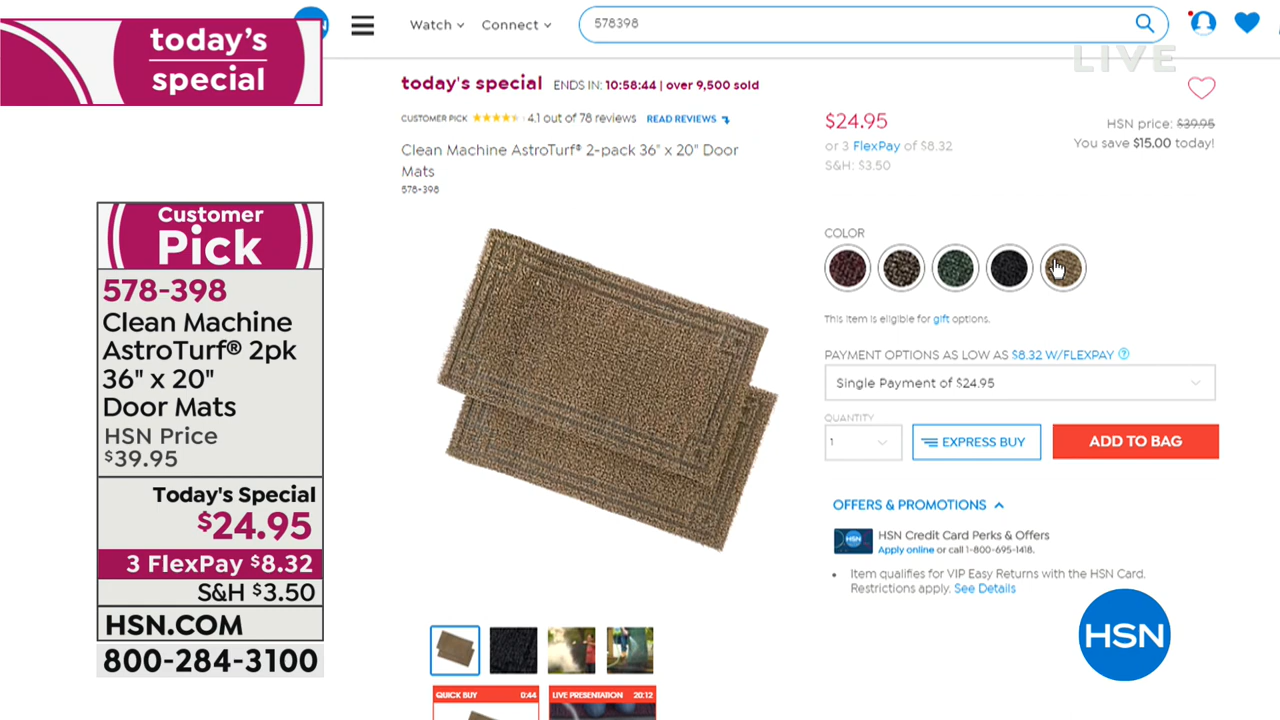 today's
special
Customer
Pick
578-398
Clean Machine
AstroTurf® 2pk
36" x 20"
Door Mats
HSN Price
$39.95
Today's Special
$24.95
3 FlexPay $8.32
S&H $3.50
HSN.COM
800-284-3100
Watch
Connect
578398
LIVE
today's special ENDS IN: 10:58:44 | over 9,500 sold
CUSTOMER PICK 4.1 out of 78 reviews READ REVIEWS
Clean Machine AstroTurf® 2-pack 36" x 20" Door
Mats
578-398
$24.95
or 3 FlexPay of $8.32
S&H: $3.50
HSN price: $39.95
You save $15.00 today!
COLOR
This item is eligible for gift options.
PAYMENT OPTIONS AS LOW AS $8.32 W/FLEXPAY ?
Single Payment of $24.95
QUANTITY
1
EXPRESS BUY
ADD TO BAG
OFFERS & PROMOTIONS
HSN
HSN Credit Card Perks & Offers
Apply online or call 1-800-695-1418.
• Item qualifies for VIP Easy Returns with the HSN Card.
Restrictions apply. See Details
HSN
QUICK BUY 0:44
LIVE PRESENTATION 20:12